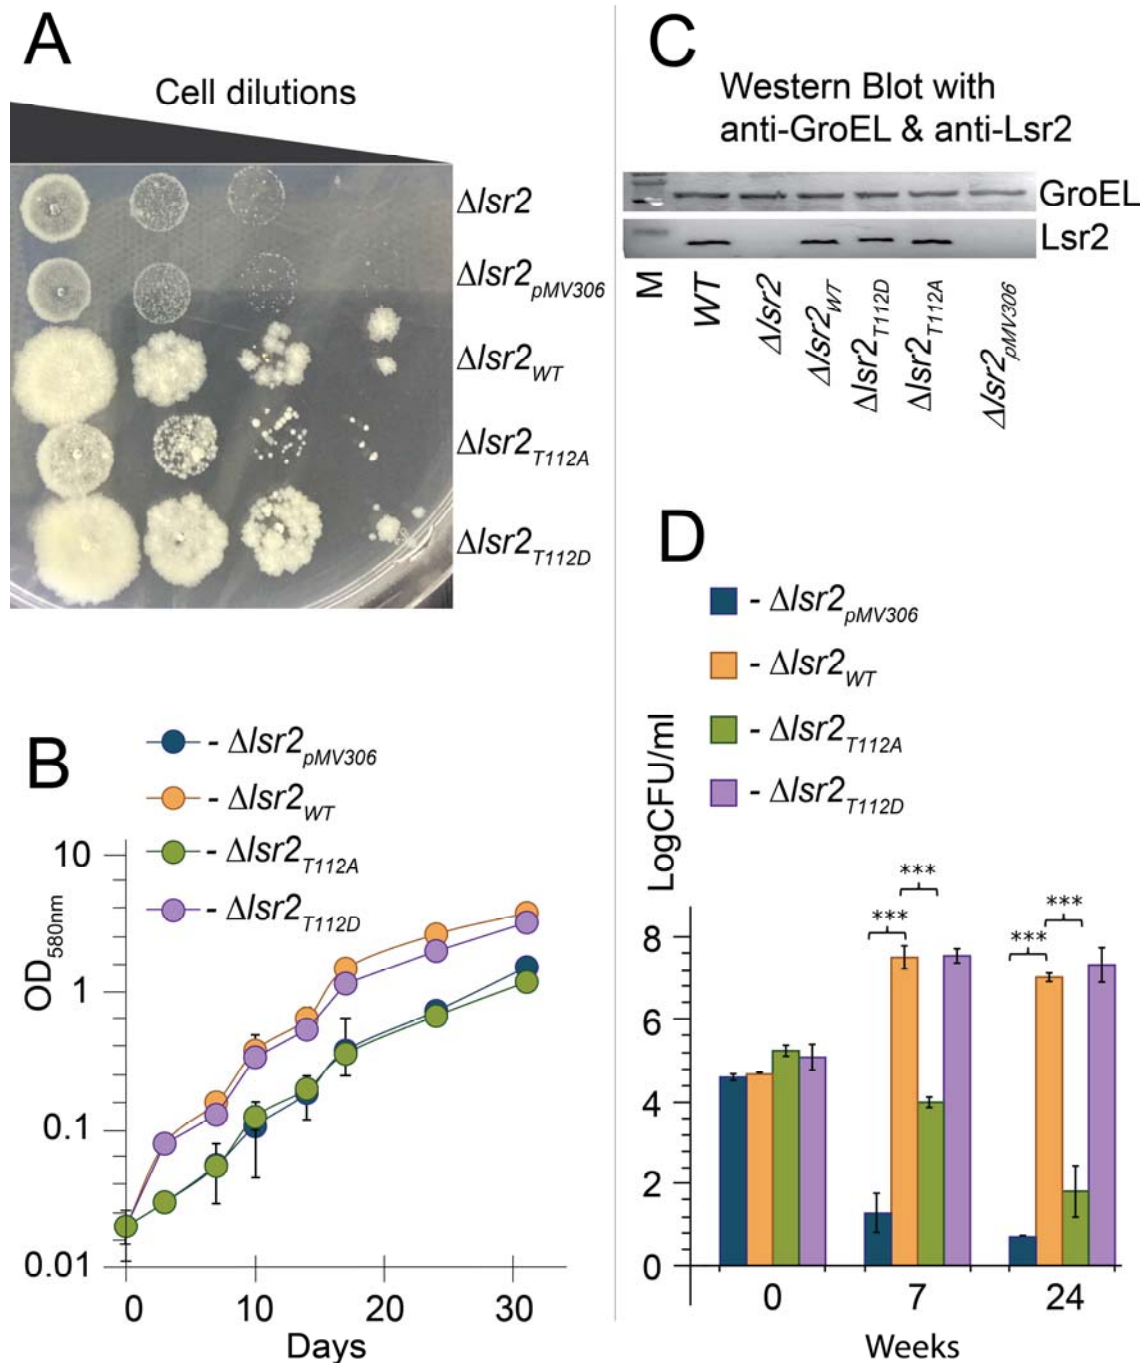 A
Cell dilutions
Δlsr2
Δlsr2pMV306
Δlsr2WT
Δlsr2T112A
Δlsr2T112D
B
- Δlsr2pMV306
- Δlsr2WT
- Δlsr2T112A
- Δlsr2T112D
OD580nm
10
1
0.1
0.01
0
10
20
30
Days
C
Western Blot with
anti-GroEL & anti-Lsr2
GroEL
Lsr2
M
WT
Δlsr2
Δlsr2WT
Δlsr2T112D
Δlsr2T112A
Δlsr2pMV306
D
- Δlsr2pMV306
- Δlsr2WT
- Δlsr2T112A
- Δlsr2T112D
LogCFU/ml
8
6
4
2
0
***
***
***
***
0
7
24
Weeks